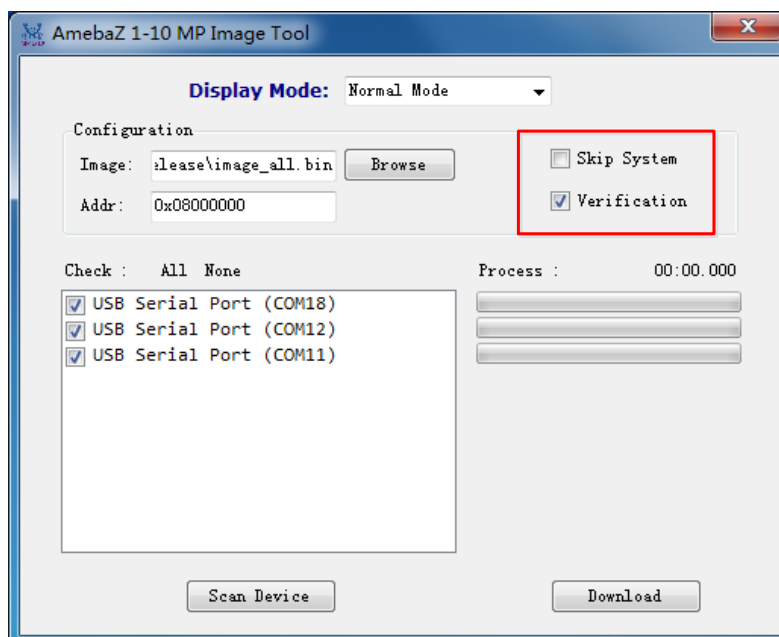 AmebaZ 1-10 MP Image Tool
Display Mode: Normal Mode
Configuration
Image: :lease\image_all.bin Browse
Skip System
Addr: 0x08000000
Verification
Check : All None
Process : 00:00.000
USB Serial Port (COM18)
USB Serial Port (COM12)
USB Serial Port (COM11)
Scan Device
Download